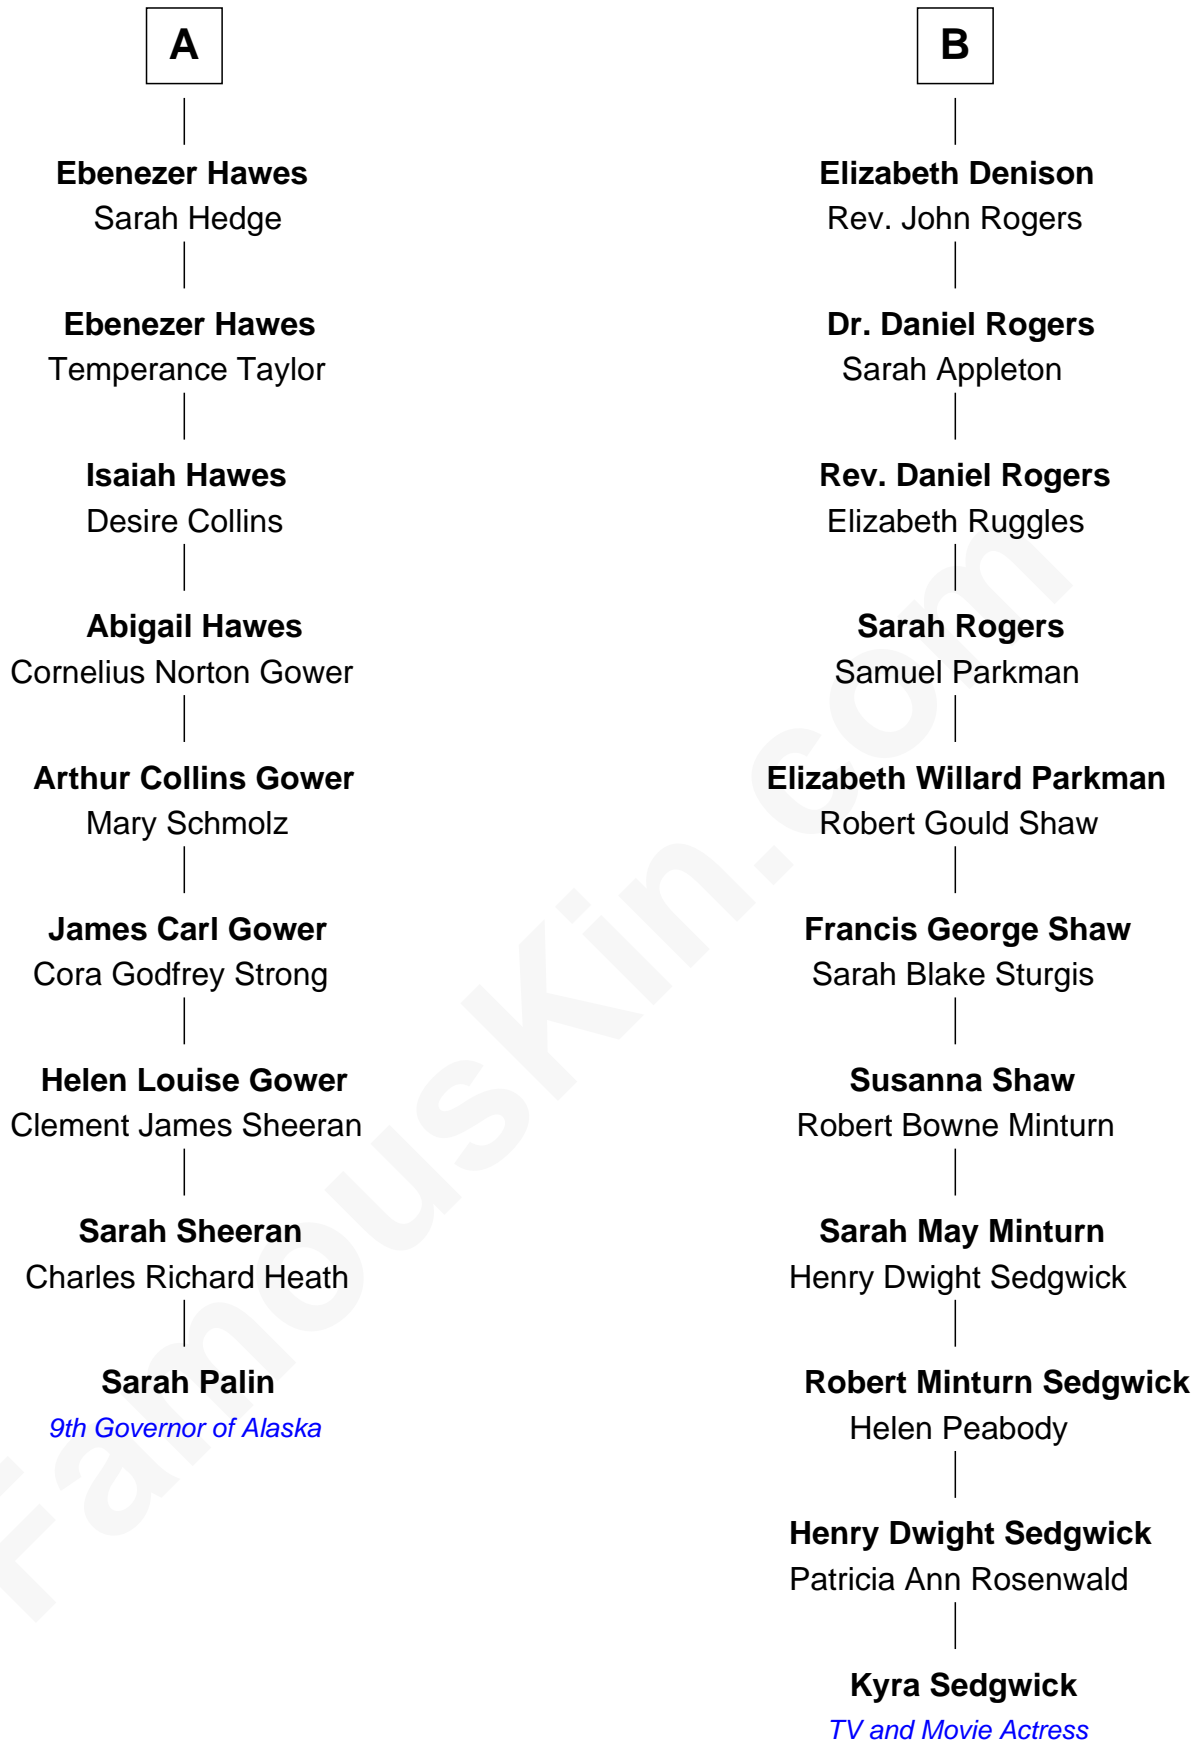 A
Ebenezer Hawes
Sarah Hedge
Ebenezer Hawes
Temperance Taylor
Isaiah Hawes
Desire Collins
Abigail Hawes
Cornelius Norton Gower
Arthur Collins Gower
Mary Schmolz
James Carl Gower
Cora Godfrey Strong
Helen Louise Gower
Clement James Sheeran
Sarah Sheeran
Charles Richard Heath
Sarah Palin
9th Governor of Alaska
B
Elizabeth Denison
Rev. John Rogers
Dr. Daniel Rogers
Sarah Appleton
Rev. Daniel Rogers
Elizabeth Ruggles
Sarah Rogers
Samuel Parkman
Elizabeth Willard Parkman
Robert Gould Shaw
Francis George Shaw
Sarah Blake Sturgis
Susanna Shaw
Robert Bowne Minturn
Sarah May Minturn
Henry Dwight Sedgwick
Robert Minturn Sedgwick
Helen Peabody
Henry Dwight Sedgwick
Patricia Ann Rosenwald
Kyra Sedgwick
TV and Movie Actress
FamousKin.com